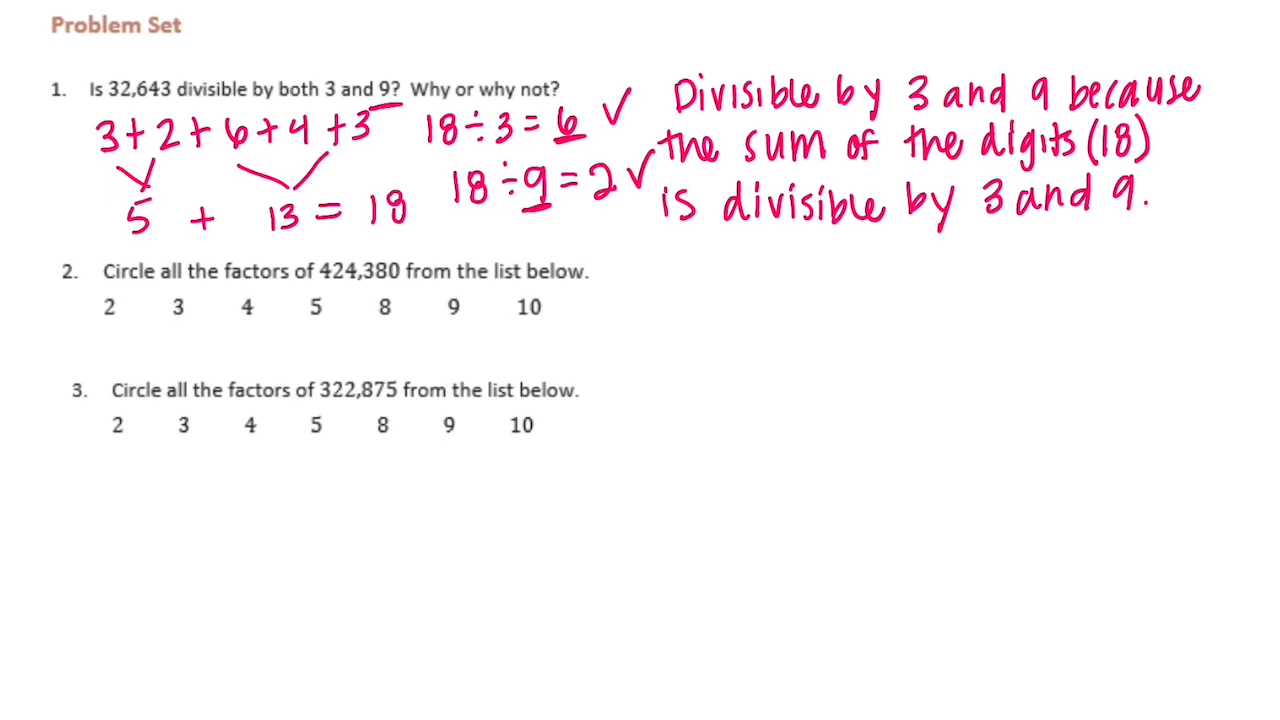 Problem Set
1. Is 32,643 divisible by both 3 and 9? Why or why not?
3+2+6+4+3
5 + 13 = 18
18÷3=6 ✓
18÷9=2✓
Divisible by 3 and 9 because
the sum of the digits (18)
is divisible by 3 and 9.
2. Circle all the factors of 424,380 from the list below.
2 3 4 5 8 9 10
3. Circle all the factors of 322,875 from the list below.
2 3 4 5 8 9 10